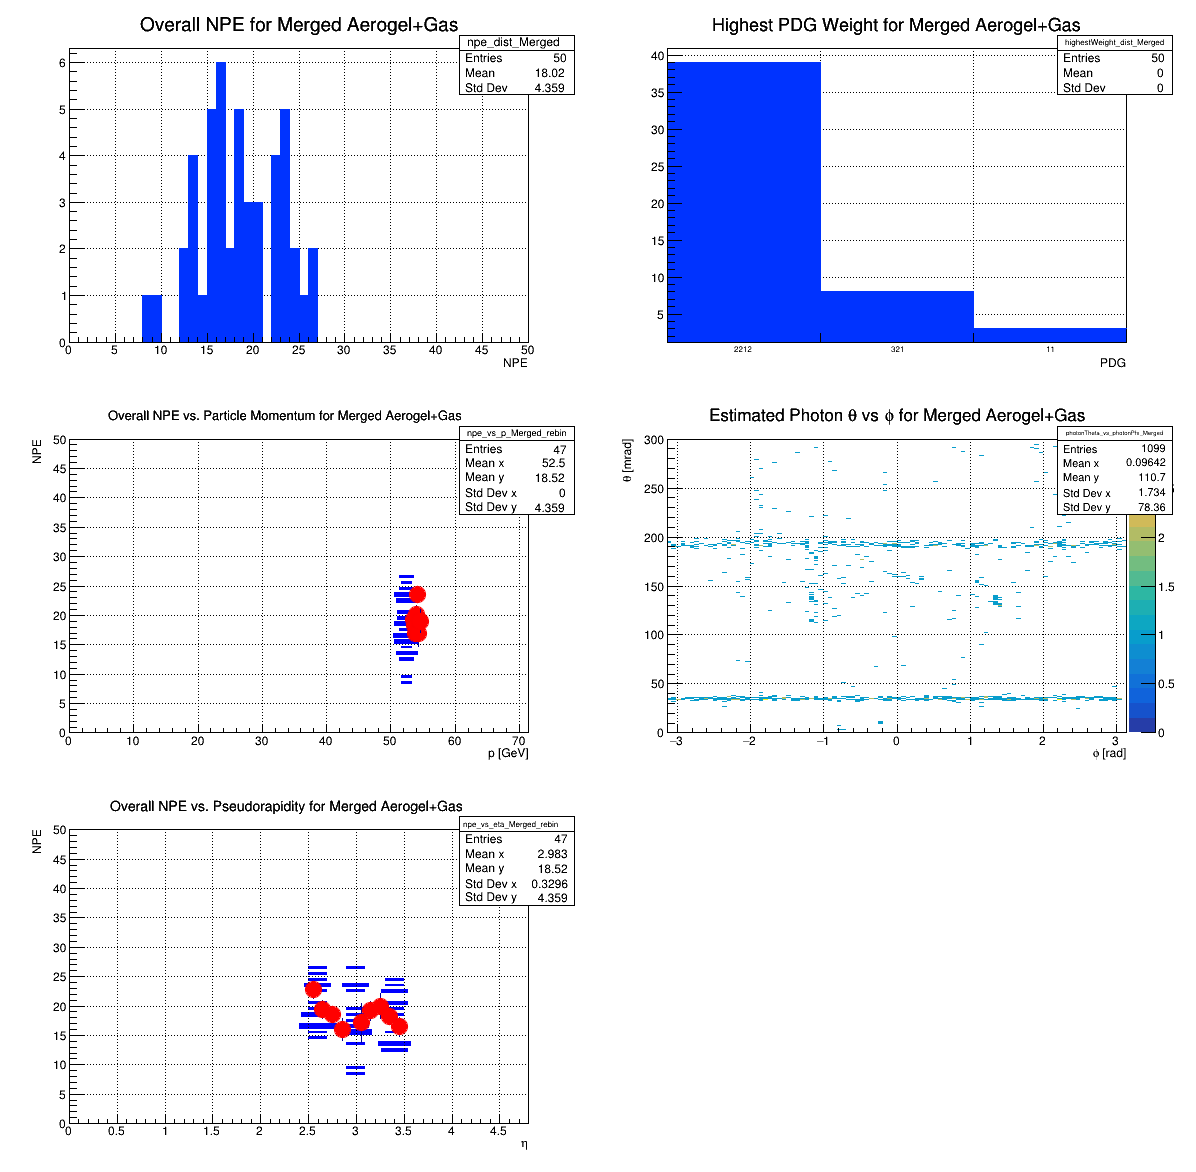 Overall NPE for Merged Aerogel+Gas
npe_dist_Merged
Entries 50
Mean 18.02
Std Dev 4.359
6
5
4
3
2
1
0
0 5 10 15 20 25 30 35 40 45 50
NPE
Highest PDG Weight for Merged Aerogel+Gas
highestWeight_dist_Merged
Entries 50
Mean 0
Std Dev 0
40
35
30
25
20
15
10
5
2212 321 11
PDG
Overall NPE vs. Particle Momentum for Merged Aerogel+Gas
npe_vs_p_Merged_rebin
Entries 47
Mean x 52.5
Mean y 18.52
Std Dev x 0
Std Dev y 4.359
NPE
50
45
40
35
30
25
20
15
10
5
0
0 10 20 30 40 50 60 70
p [GeV]
Estimated Photon θ vs ϕ for Merged Aerogel+Gas
photonTheta_vs_photonPhi_Merged
Entries 1099
Mean x 0.09642
Mean y 110.7
Std Dev x 1.734
Std Dev y 78.36
θ [mrad]
300
250
200
150
100
50
0
−3 −2 −1 0 1 2 3
ϕ [rad]
2
1.5
1
0.5
0
Overall NPE vs. Pseudorapidity for Merged Aerogel+Gas
npe_vs_eta_Merged_rebin
Entries 47
Mean x 2.983
Mean y 18.52
Std Dev x 0.3296
Std Dev y 4.359
NPE
50
45
40
35
30
25
20
15
10
5
0
0 0.5 1 1.5 2 2.5 3 3.5 4 4.5
η